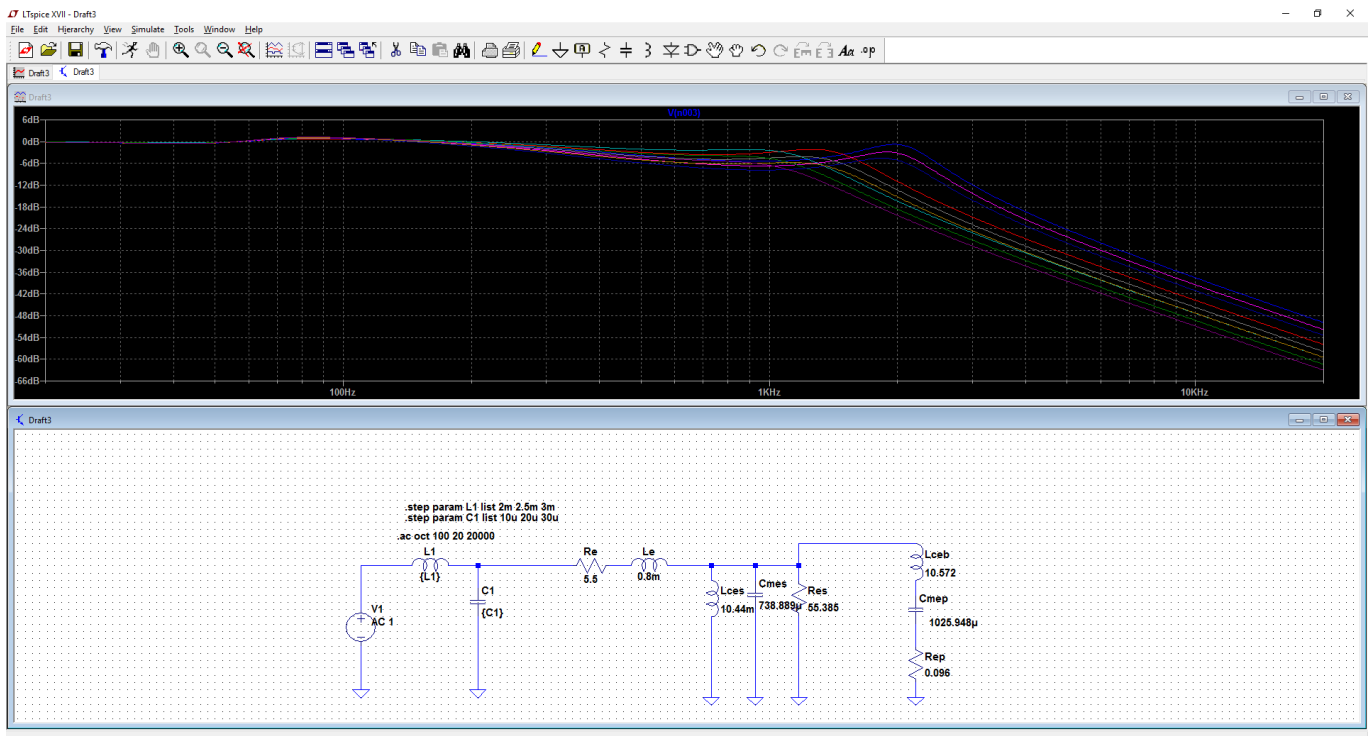 LTspice XVII - Draft3
File Edit Hierarchy View Simulate Tools Window Help
Draft3 Draft3
Draft3
V(n003)
6dB
0dB
-6dB
-12dB
-18dB
-24dB
-30dB
-36dB
-42dB
-48dB
-54dB
-60dB
-66dB
100Hz 1KHz 10KHz
Draft3
.step param L1 list 2m 2.5m 3m
.step param C1 list 10u 20u 30u
.ac oct 100 20 20000
L1
{L1}
Re
5.5
Le
0.8m
V1
AC 1
C1
{C1}
Lces
10.44m
Cmes
738.889µ
Res
55.385
Lceb
10.572
Cmep
1025.948µ
Rep
0.096